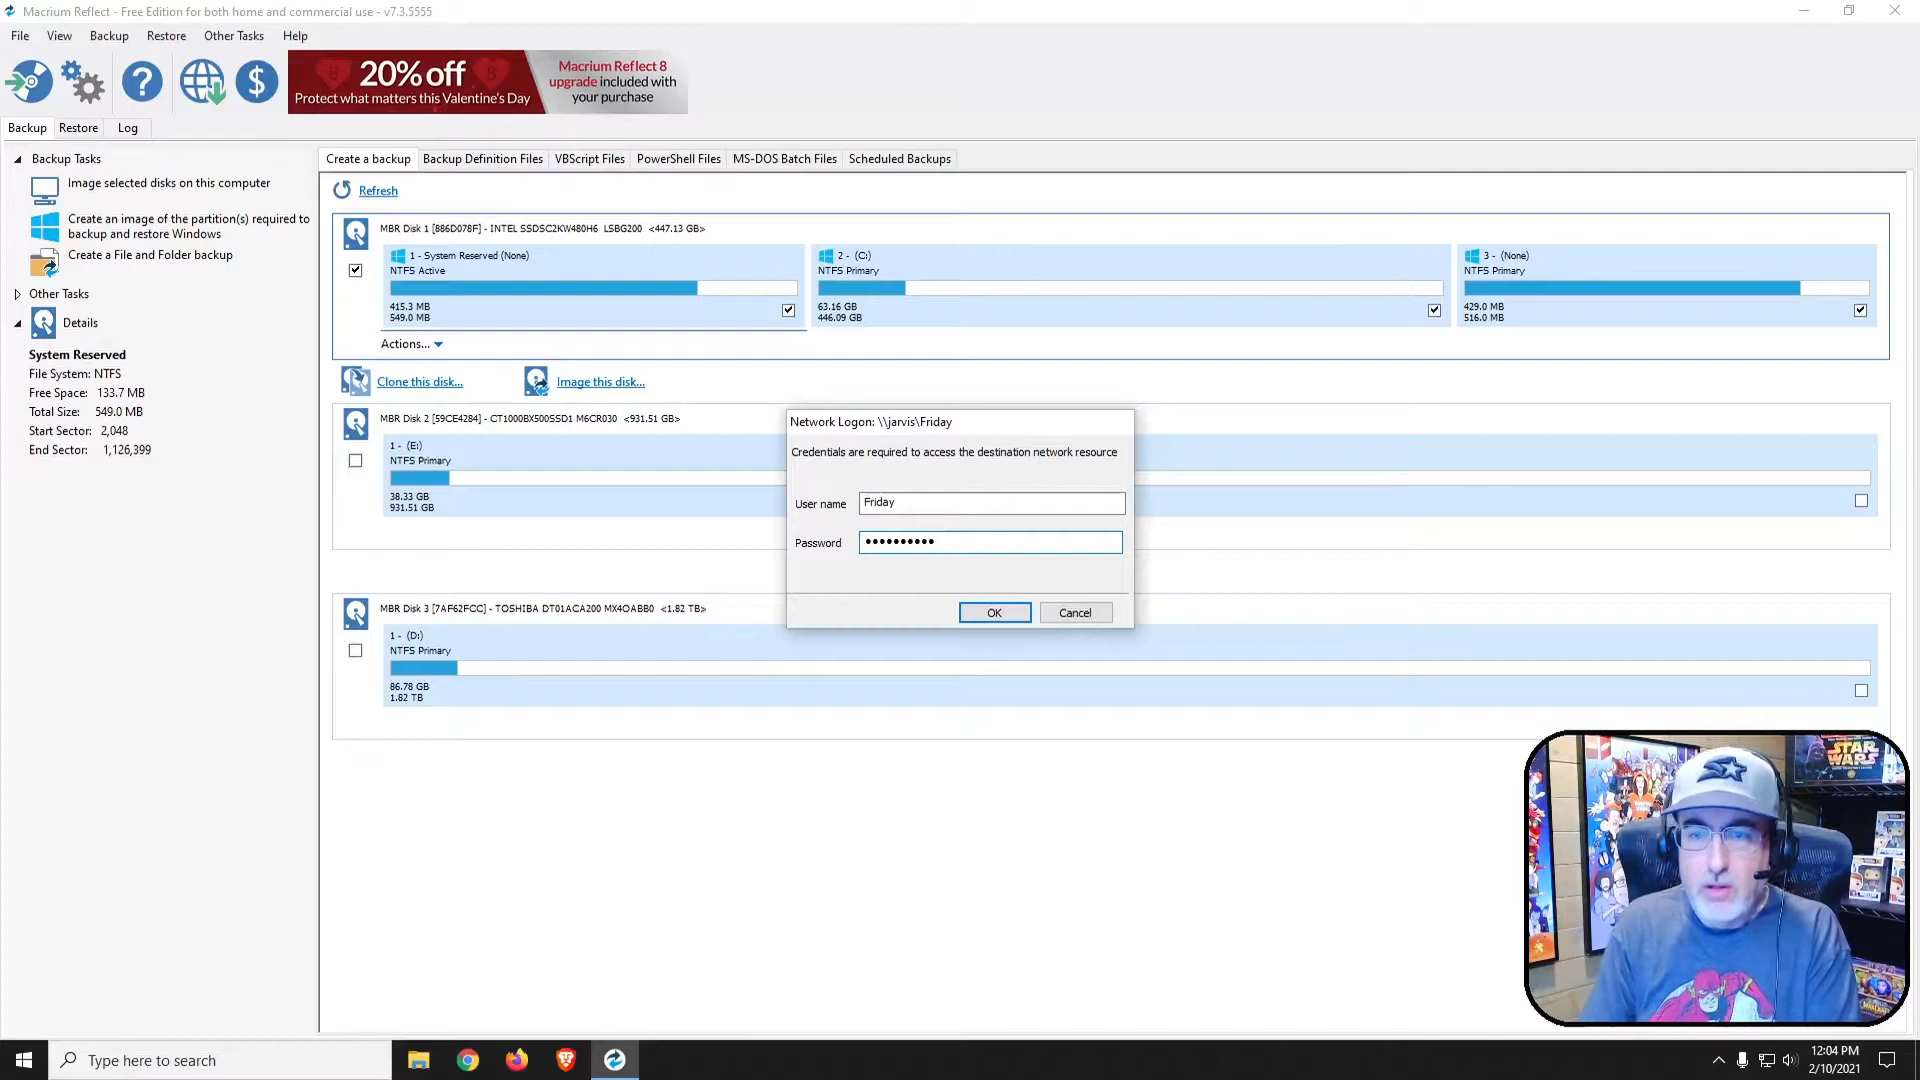 Macrium Reflect - Free Edition for both home and commercial use - v7.3.5555
File View Backup Restore Other Tasks Help
20% off
Protect what matters this Valentine's Day
Macrium Reflect 8
upgrade included with
your purchase
Backup Restore Log
Backup Tasks
Image selected disks on this computer
Create an image of the partition(s) required to
backup and restore Windows
Create a File and Folder backup
Other Tasks
Details
System Reserved
File System: NTFS
Free Space: 133.7 MB
Total Size: 549.0 MB
Start Sector: 2,048
End Sector: 1,126,399
Create a backup Backup Definition Files VBScript Files PowerShell Files MS-DOS Batch Files Scheduled Backups
Refresh
MBR Disk 1 [886D078F] - INTEL SSDSC2KW480H6 LSBG200 <447.13 GB>
1 - System Reserved (None)
NTFS Active
415.3 MB
549.0 MB
2 - (C:)
NTFS Primary
63.16 GB
446.09 GB
3 - (None)
NTFS Primary
429.0 MB
516.0 MB
Actions...
Clone this disk... Image this disk...
MBR Disk 2 [59CE4284] - CT1000BX500SSD1 M6CR030 <931.51 GB>
1 - (E:)
NTFS Primary
38.33 GB
931.51 GB
Network Logon: \\jarvis\Friday
Credentials are required to access the destination network resource
User name Friday
Password ••••••••••
OK Cancel
MBR Disk 3 [7AF62FCC] - TOSHIBA DT01ACA200 MX4OABB0 <1.82 TB>
1 - (D:)
NTFS Primary
86.78 GB
1.82 TB
STAR
WARS
Type here to search
12:04 PM
2/10/2021